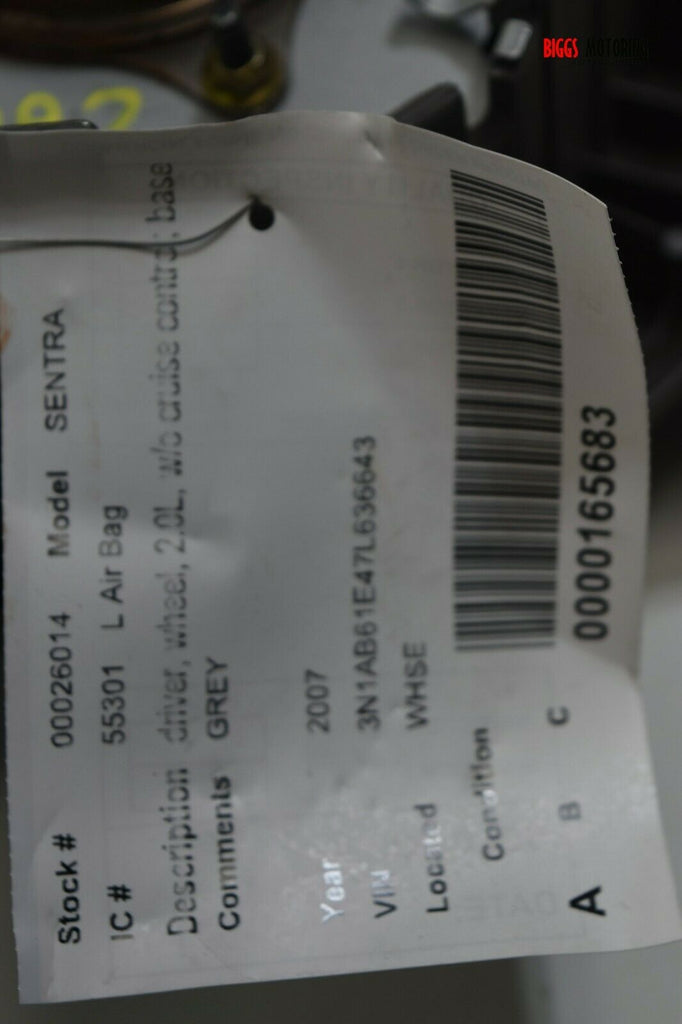 BIGGS MOTORING
Stock # 00026014 Model SENTRA
IC # 55301 L Air Bag
Description driver, wheel, 2.0L, w/o cruise control; base
Comments GREY
Year 2007
VIN 3N1AB61E47L636643
Located WHSE
Condition
A B C
0000165683